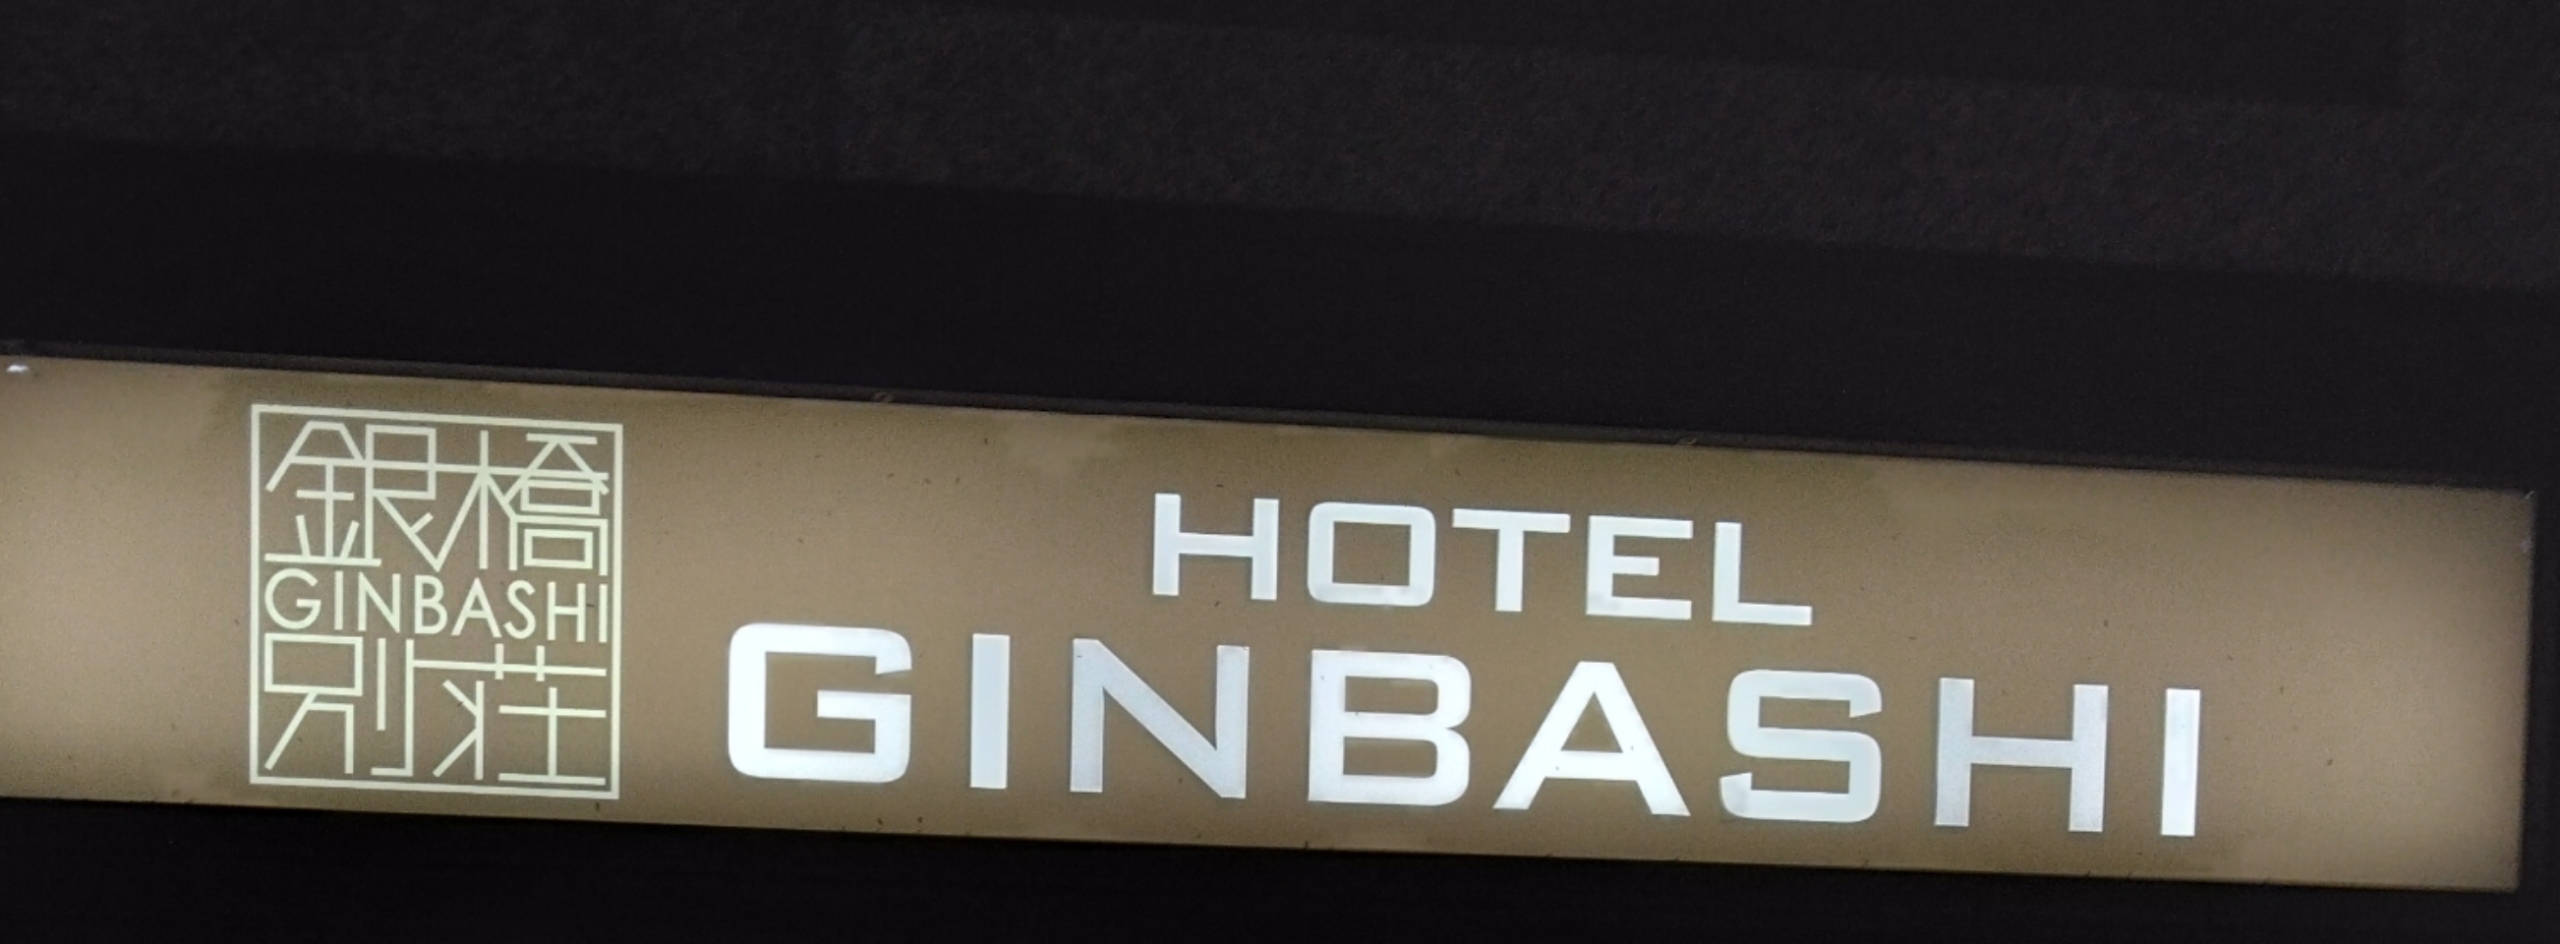 銀橋
GINBASHI
別荘
HOTEL
GINBASHI